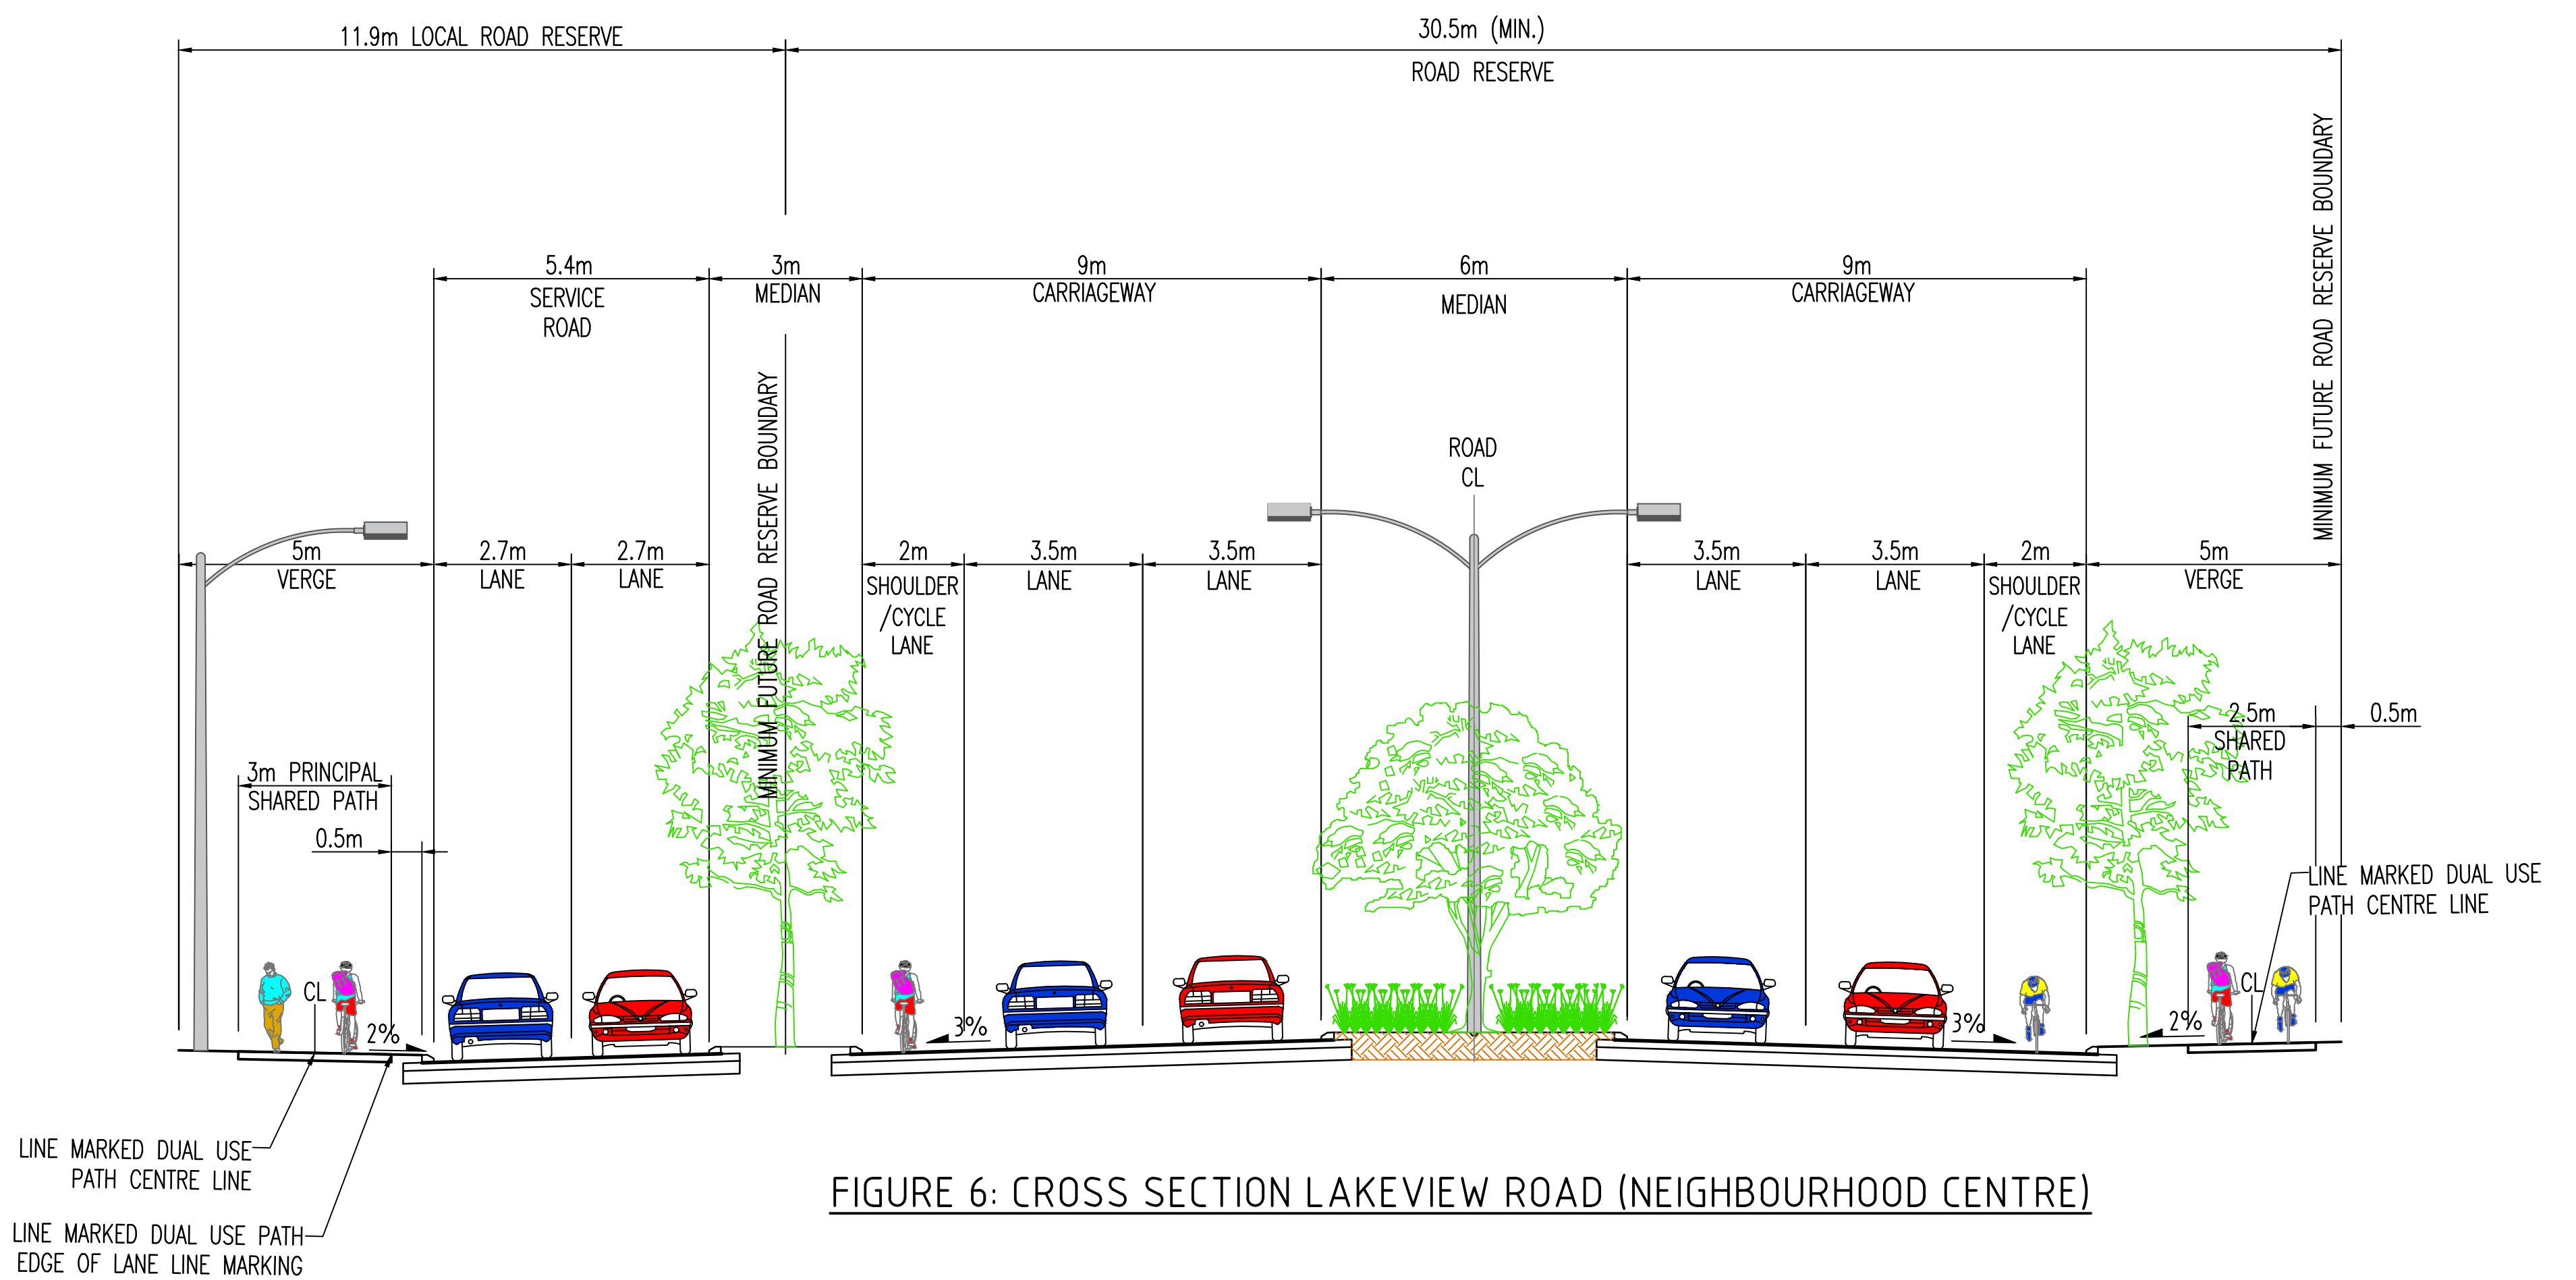 11.9m LOCAL ROAD RESERVE
30.5m (MIN.)
ROAD RESERVE
MINIMUM FUTURE ROAD RESERVE BOUNDARY
5.4m
SERVICE
ROAD
3m
MEDIAN
9m
CARRIAGEWAY
6m
MEDIAN
9m
CARRIAGEWAY
MINIMUM FUTURE ROAD RESERVE BOUNDARY
ROAD
CL
5m
VERGE
2.7m
LANE
2.7m
LANE
2m
SHOULDER
/CYCLE
LANE
3.5m
LANE
3.5m
LANE
3.5m
LANE
3.5m
LANE
2m
SHOULDER
/CYCLE
LANE
5m
VERGE
2.5m
SHARED
PATH
0.5m
3m PRINCIPAL
SHARED PATH
0.5m
LINE MARKED DUAL USE
PATH CENTRE LINE
CL
2%
3%
3%
2%
CL
LINE MARKED DUAL USE
PATH CENTRE LINE
LINE MARKED DUAL USE PATH
EDGE OF LANE LINE MARKING
FIGURE 6: CROSS SECTION LAKEVIEW ROAD (NEIGHBOURHOOD CENTRE)